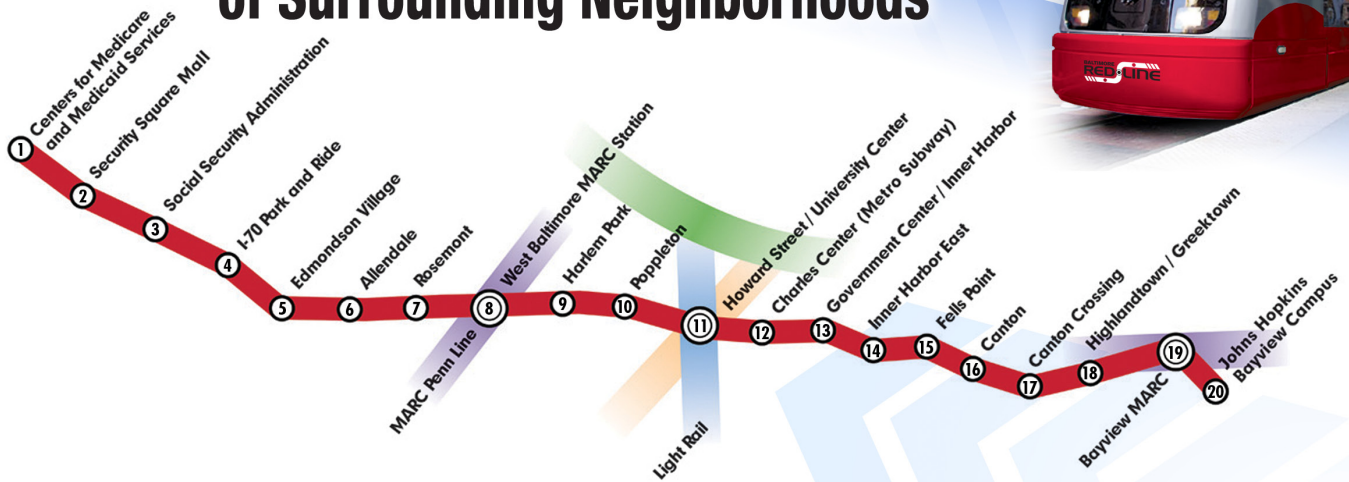 of Surrounding Neighborhoods
BALTIMORE
RED LINE
1
Centers for Medicare
and Medicaid Services
2
Security Square Mall
3
Social Security Administration
4
I-70 Park and Ride
5
Edmondson Village
6
Allendale
7
Rosemont
8
West Baltimore MARC Station
MARC Penn Line
9
Harlem Park
10
Poppleton
11
Howard Street / University Center
Light Rail
12
Charles Center (Metro Subway)
13
Government Center / Inner Harbor
14
Inner Harbor East
15
Fells Point
16
Canton
17
Canton Crossing
18
Highlandtown / Greektown
19
Bayview MARC
20
Johns Hopkins
Bayview Campus